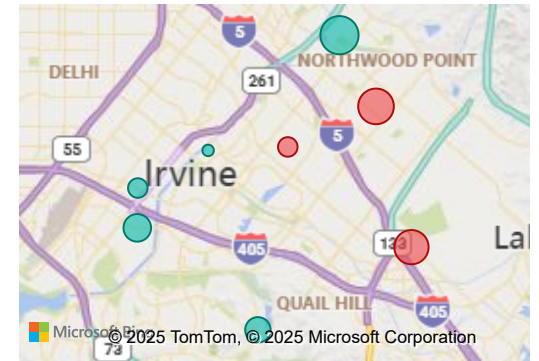 5
NORTHWOOD POINT
DELHI
261
5
55
Irvine
133
Lal
405
QUAIL HILL
405
Microsoft Bing
© 2025 TomTom, © 2025 Microsoft Corporation
73